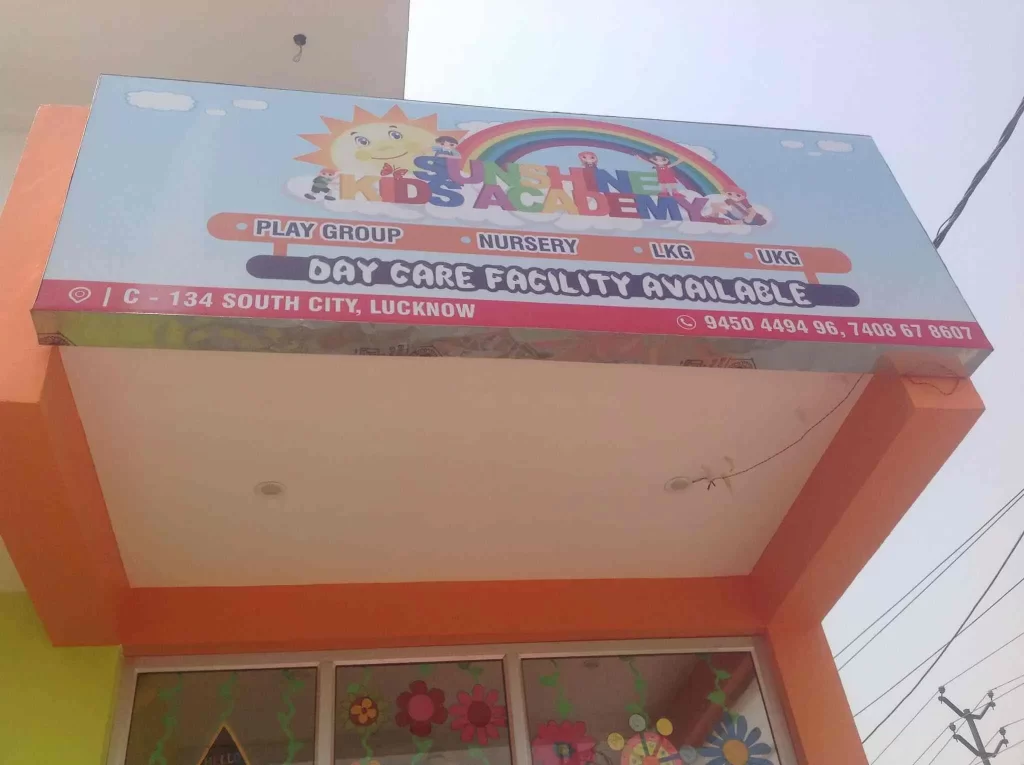 SUNSHINE
KIDS ACADEMY
• PLAY GROUP • NURSERY • LKG • UKG
DAY CARE FACILITY AVAILABLE
| C - 134 SOUTH CITY, LUCKNOW
9450 4494 96, 7408 67 8607